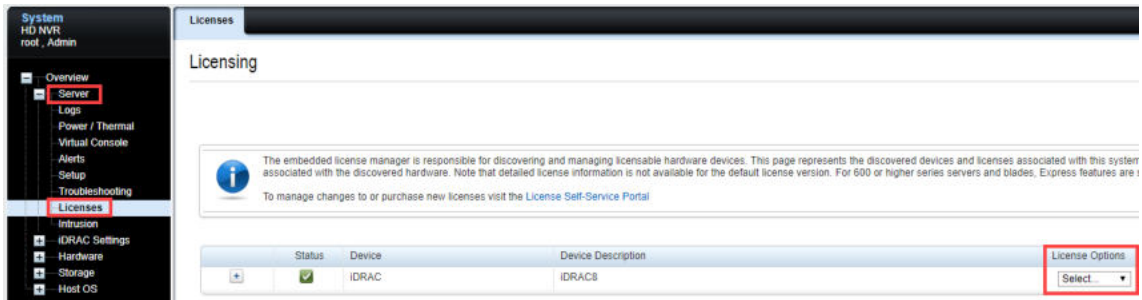 System
HD NVR
root , Admin
Overview
Server
Logs
Power / Thermal
Virtual Console
Alerts
Setup
Troubleshooting
Licenses
Intrusion
iDRAC Settings
Hardware
Storage
Host OS
Licenses
Licensing
The embedded license manager is responsible for discovering and managing licensable hardware devices. This page represents the discovered devices and licenses associated with this system
associated with the discovered hardware. Note that detailed license information is not available for the default license version. For 600 or higher series servers and blades, Express features are
To manage changes to or purchase new licenses visit the License Self-Service Portal
Status Device Device Description License Options
iDRAC iDRAC8 Select...